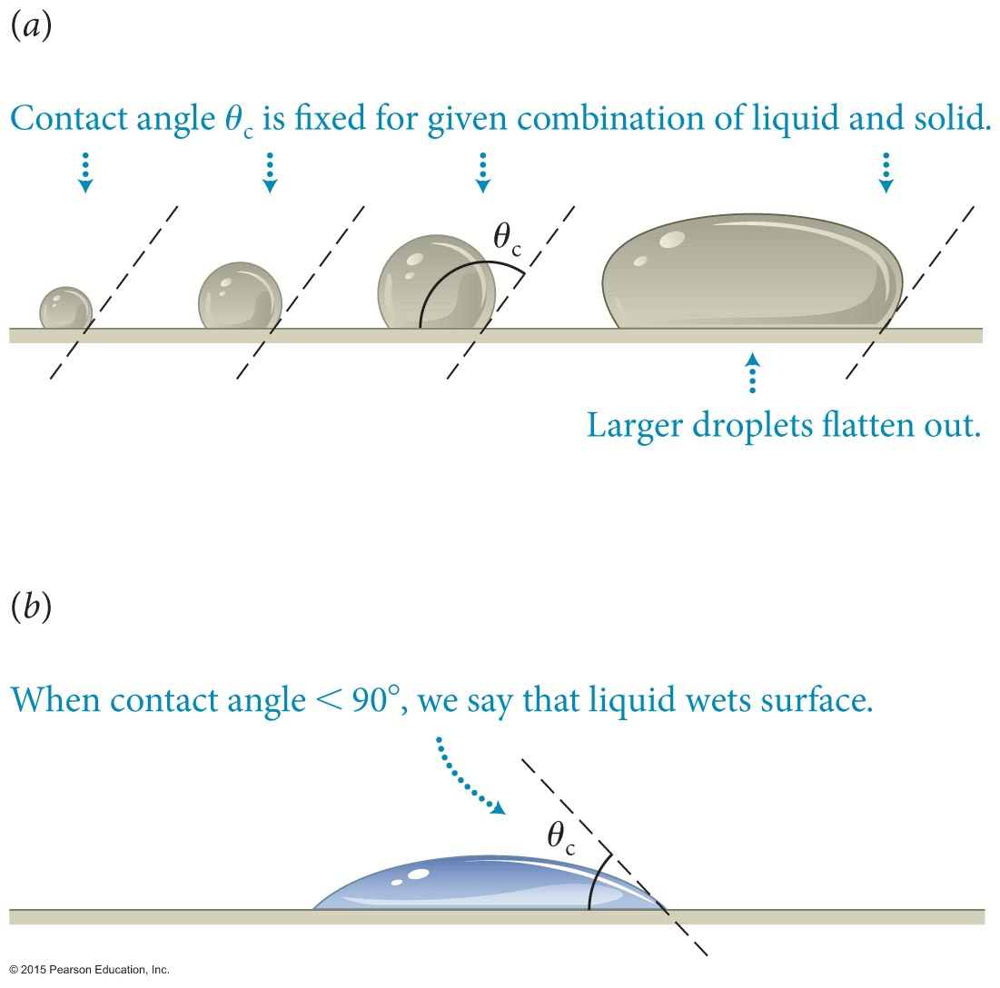 (a)
Contact angle θc is fixed for given combination of liquid and solid.
θc
Larger droplets flatten out.
(b)
When contact angle < 90°, we say that liquid wets surface.
θc
© 2015 Pearson Education, Inc.